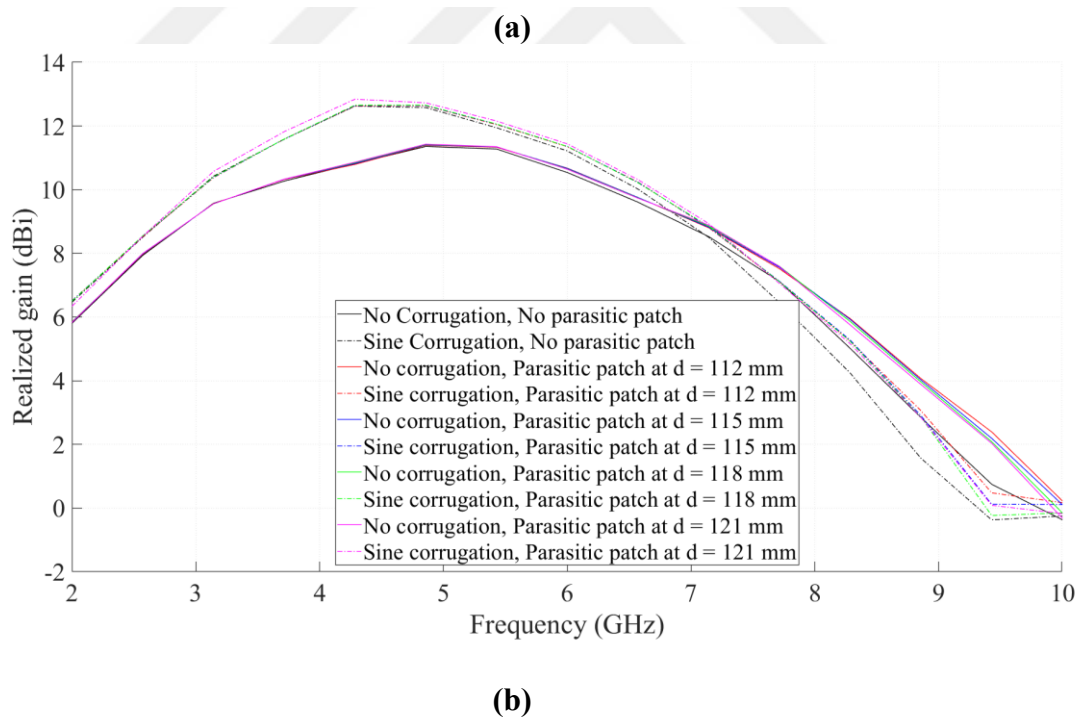 (a)
14
12
10
8
6
4
2
0
-2
Realized gain (dBi)
No Corrugation, No parasitic patch
Sine Corrugation, No parasitic patch
No corrugation, Parasitic patch at d = 112 mm
Sine corrugation, Parasitic patch at d = 112 mm
No corrugation, Parasitic patch at d = 115 mm
Sine corrugation, Parasitic patch at d = 115 mm
No corrugation, Parasitic patch at d = 118 mm
Sine corrugation, Parasitic patch at d = 118 mm
No corrugation, Parasitic patch at d = 121 mm
Sine corrugation, Parasitic patch at d = 121 mm
2 3 4 5 6 7 8 9 10
Frequency (GHz)
(b)